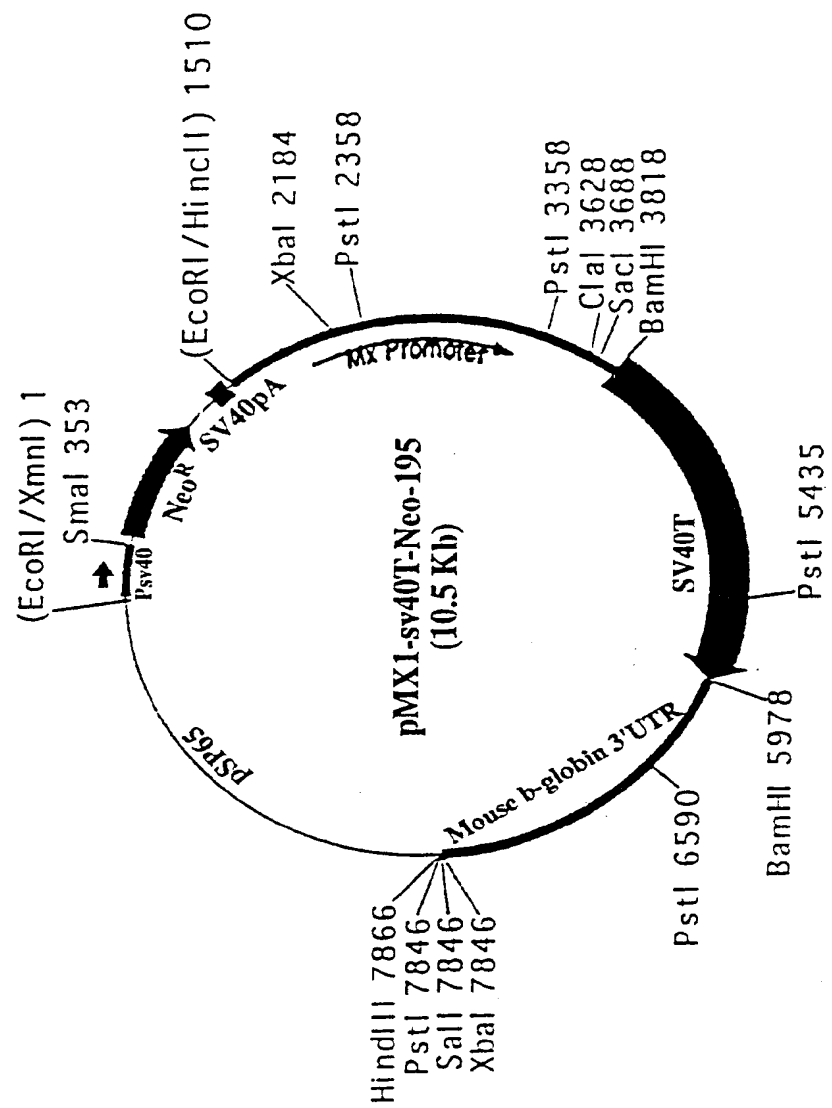 (EcoRI/XmnI) 1
SmaI 353
(EcoRI/HincII) 1510
XbaI 2184
PstI 2358
PstI 3358
ClaI 3628
SacI 3688
BamHI 3818
PstI 5435
BamHI 5978
PstI 6590
HindIII 7866
PstI 7846
SalI 7846
XbaI 7846
Psv40
NeoR
SV40pA
Mx Promoter
SV40T
Mouse b-globin 3'UTR
pSP65
pMX1-sv40T-Neo-195
(10.5 Kb)